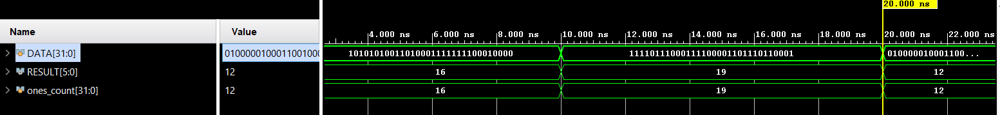 20.000 ns
Name
Value
4.000 ns 6.000 ns 8.000 ns 10.000 ns 12.000 ns 14.000 ns 16.000 ns 18.000 ns 20.000 ns 22.000 ns
DATA[31:0] 010000010001100100 10101010011010001111111100010000 11110111000111100001101110110001 010000010001100...
RESULT[5:0] 12 16 19 12
ones_count[31:0] 12 16 19 12